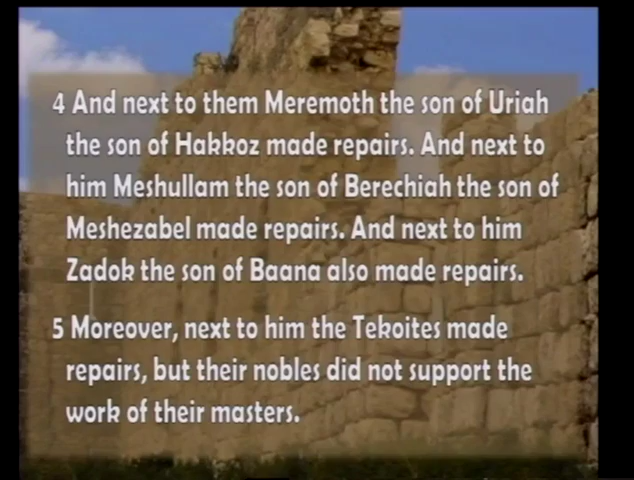 4 And next to them Meremoth the son of Uriah
the son of Hakkoz made repairs. And next to
him Meshullam the son of Berechiah the son of
Meshezabel made repairs. And next to him
Zadok the son of Baana also made repairs.
5 Moreover, next to him the Tekoites made
repairs, but their nobles did not support the
work of their masters.